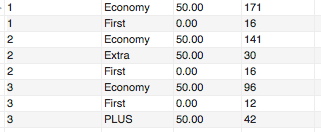 1 Economy 50.00 171
1 First 0.00 16
2 Economy 50.00 141
2 Extra 50.00 30
2 First 0.00 16
3 Economy 50.00 96
3 First 0.00 12
3 PLUS 50.00 42